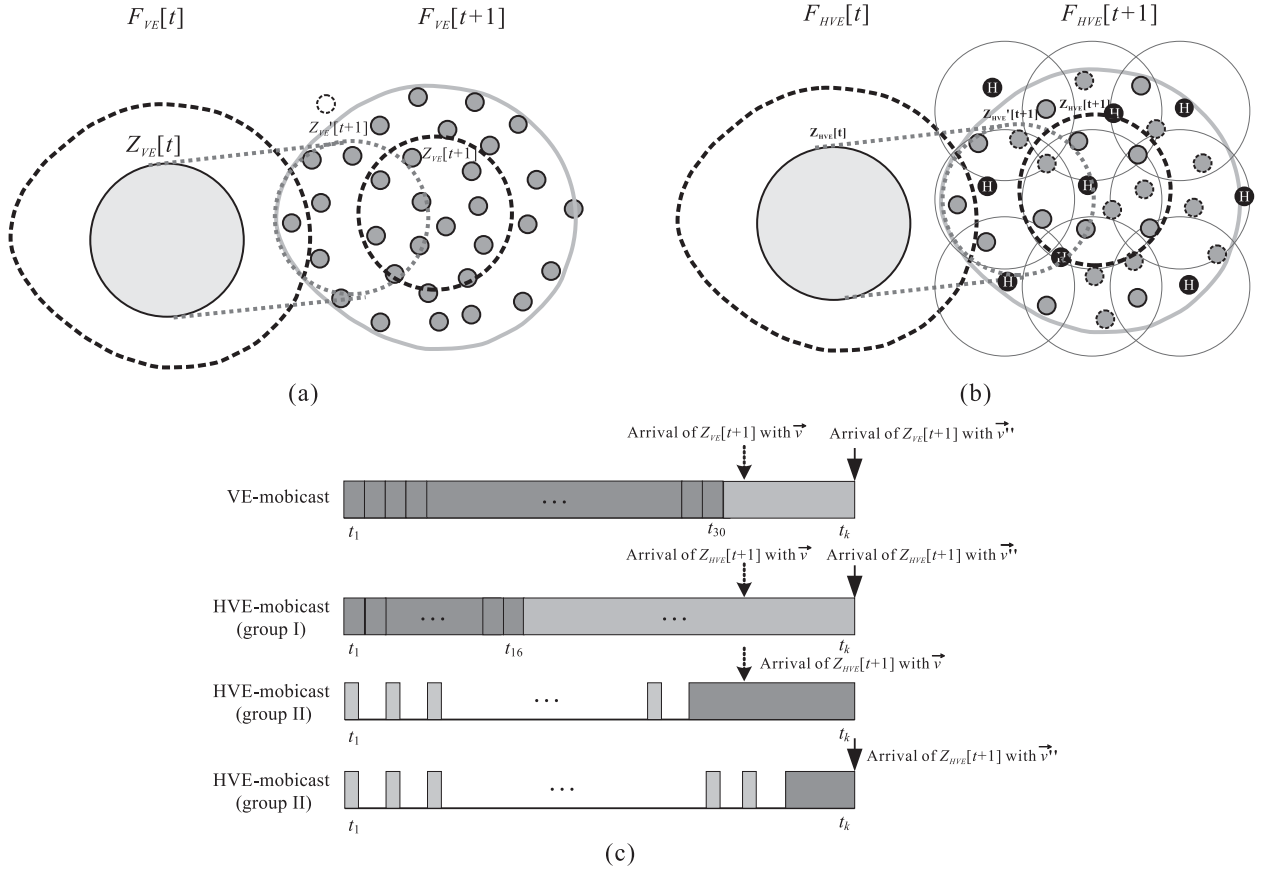 F_VE[t]
F_VE[t+1]
F_HVE[t]
F_HVE[t+1]
Z_VE[t]
Z_VE'[t+1]
Z_VE[t+1]
Z_HVE[t]
Z_HVE'[t+1]
Z_HVE[t+1]
H
H
H
H
H
H
H
H
H
(a)
(b)
Arrival of Z_VE[t+1] with v⃗
Arrival of Z_VE[t+1] with v⃗''
VE-mobicast
...
t_1
t_30
t_k
Arrival of Z_HVE[t+1] with v⃗
Arrival of Z_HVE[t+1] with v⃗''
HVE-mobicast
(group I)
...
...
t_1
t_16
t_k
Arrival of Z_HVE[t+1] with v⃗
HVE-mobicast
(group II)
...
t_1
t_k
Arrival of Z_HVE[t+1] with v⃗''
HVE-mobicast
(group II)
...
t_1
t_k
(c)